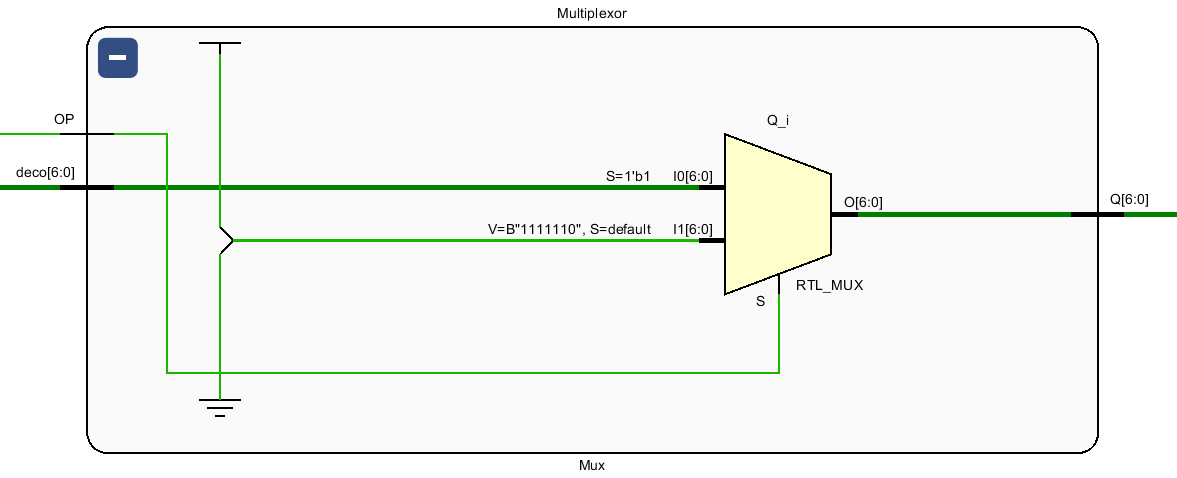 Multiplexor
OP
Q_i
deco[6:0]
S=1'b1 I0[6:0]
O[6:0]
Q[6:0]
V=B"1111110", S=default I1[6:0]
RTL_MUX
S
Mux